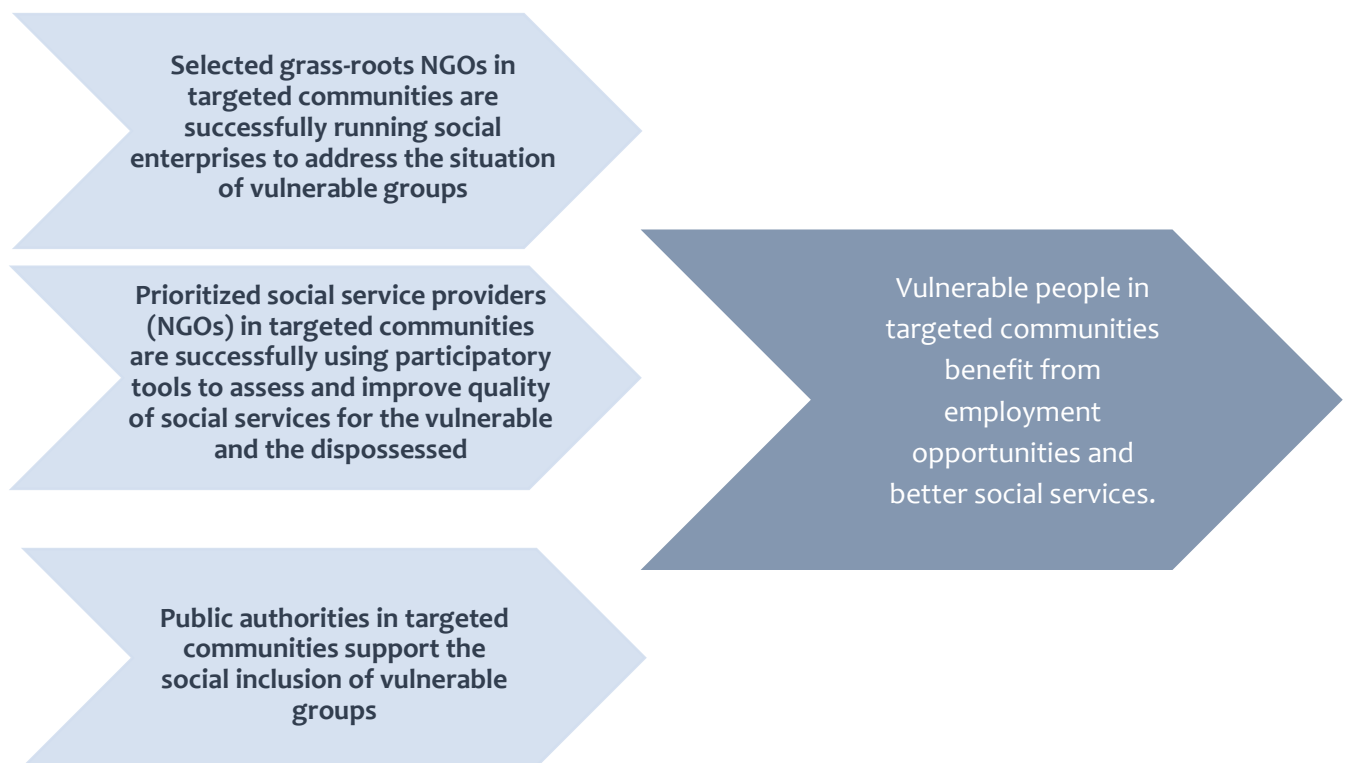 Selected grass-roots NGOs in
targeted communities are
successfully running social
enterprises to address the situation
of vulnerable groups
Prioritized social service providers
(NGOs) in targeted communities
are successfully using participatory
tools to assess and improve quality
of social services for the vulnerable
and the dispossessed
Public authorities in targeted
communities support the
social inclusion of vulnerable
groups
Vulnerable people in
targeted communities
benefit from
employment
opportunities and
better social services.